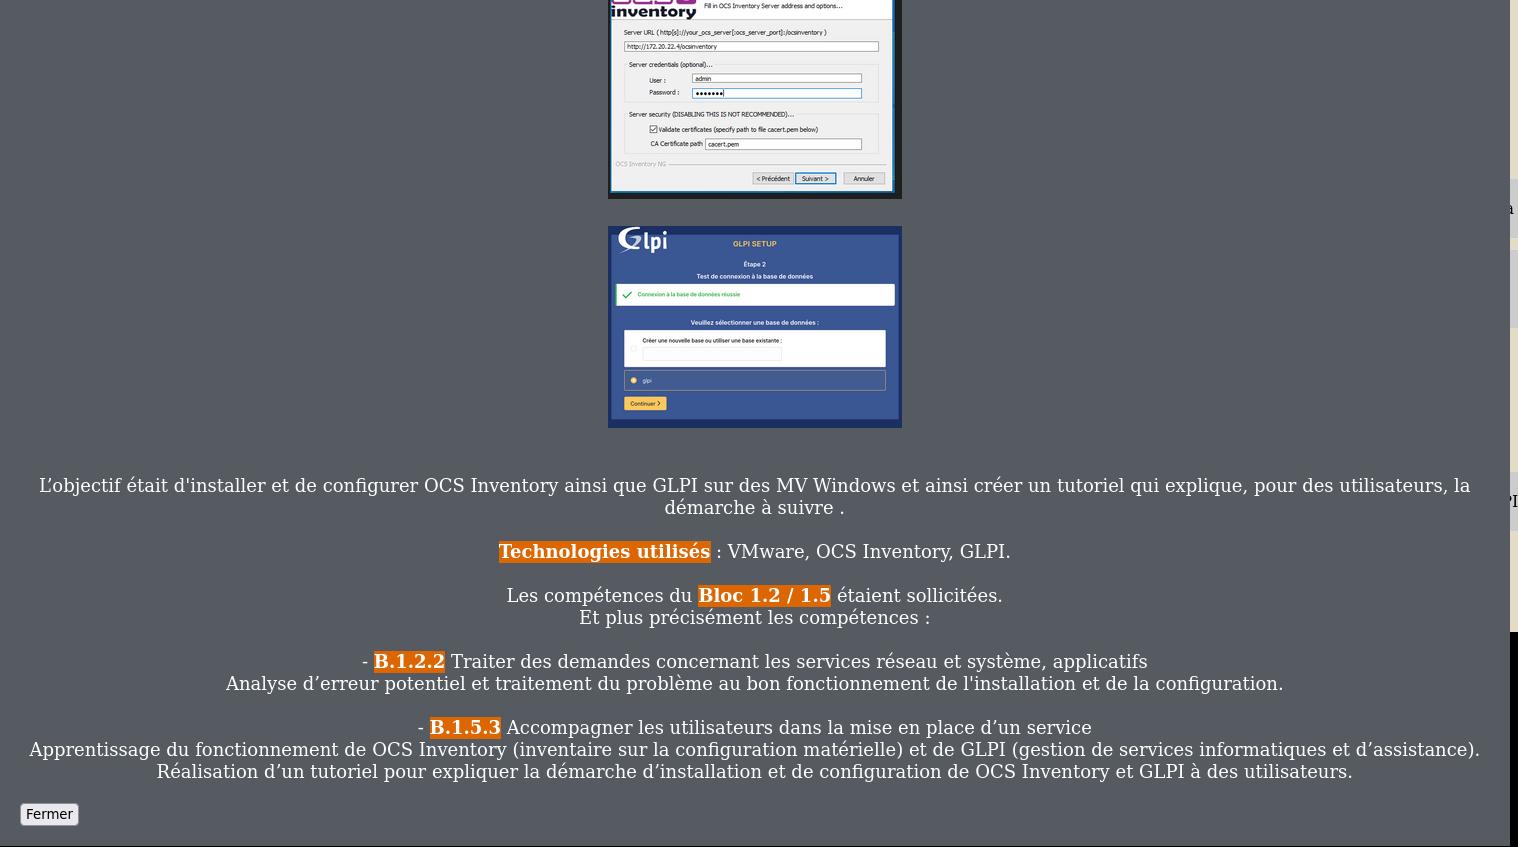 inventory
Fill in OCS Inventory Server address and options...
Server URL ( http[s]://your_ocs_server[:ocs_server_port]:/ocsinventory )
http://172.20.22.4/ocsinventory
Server credentials (optional)...
User :
admin
Password :
●●●●●●●
Server security (DISABLING THIS IS NOT RECOMMENDED)...
Validate certificates (specify path to file cacert.pem below)
CA Certificate path
cacert.pem
OCS Inventory NG
< Précédent
Suivant >
Annuler
Glpi
GLPI SETUP
Étape 2
Test de connexion à la base de données
Connexion à la base de données réussie
Veuillez sélectionner une base de données :
Créer une nouvelle base ou utiliser une base existante :
glpi
Continuer >
L’objectif était d'installer et de configurer OCS Inventory ainsi que GLPI sur des MV Windows et ainsi créer un tutoriel qui explique, pour des utilisateurs, la
démarche à suivre .
Technologies utilisés : VMware, OCS Inventory, GLPI.
Les compétences du Bloc 1.2 / 1.5 étaient sollicitées.
Et plus précisément les compétences :
- B.1.2.2 Traiter des demandes concernant les services réseau et système, applicatifs
Analyse d’erreur potentiel et traitement du problème au bon fonctionnement de l'installation et de la configuration.
- B.1.5.3 Accompagner les utilisateurs dans la mise en place d’un service
Apprentissage du fonctionnement de OCS Inventory (inventaire sur la configuration matérielle) et de GLPI (gestion de services informatiques et d’assistance).
Réalisation d’un tutoriel pour expliquer la démarche d’installation et de configuration de OCS Inventory et GLPI à des utilisateurs.
Fermer